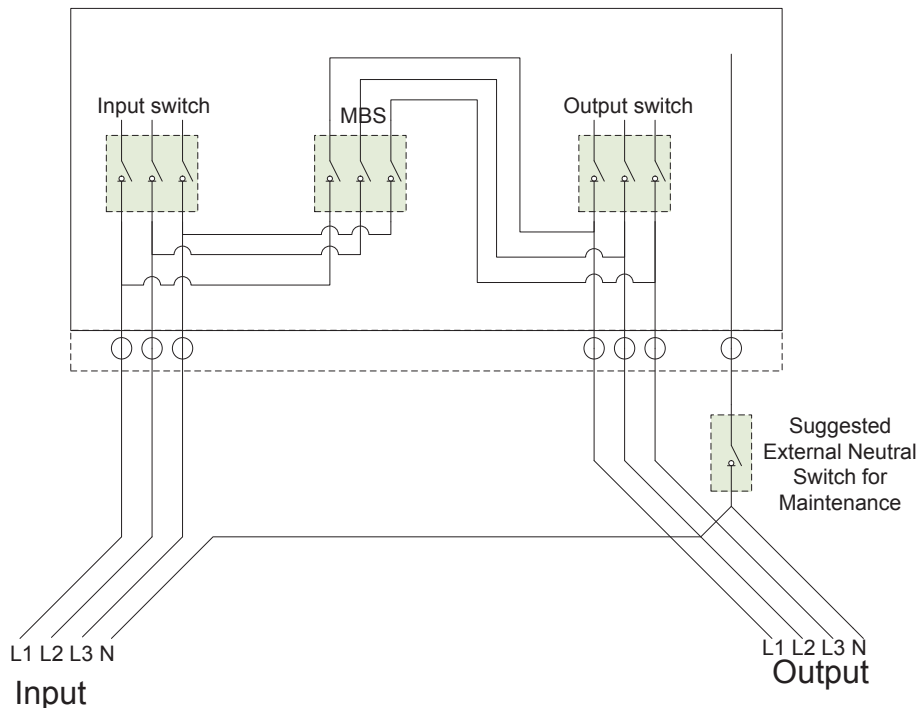 Input switch
MBS
Output switch
Suggested
External Neutral
Switch for
Maintenance
L1 L2 L3 N
Input
L1 L2 L3 N
Output